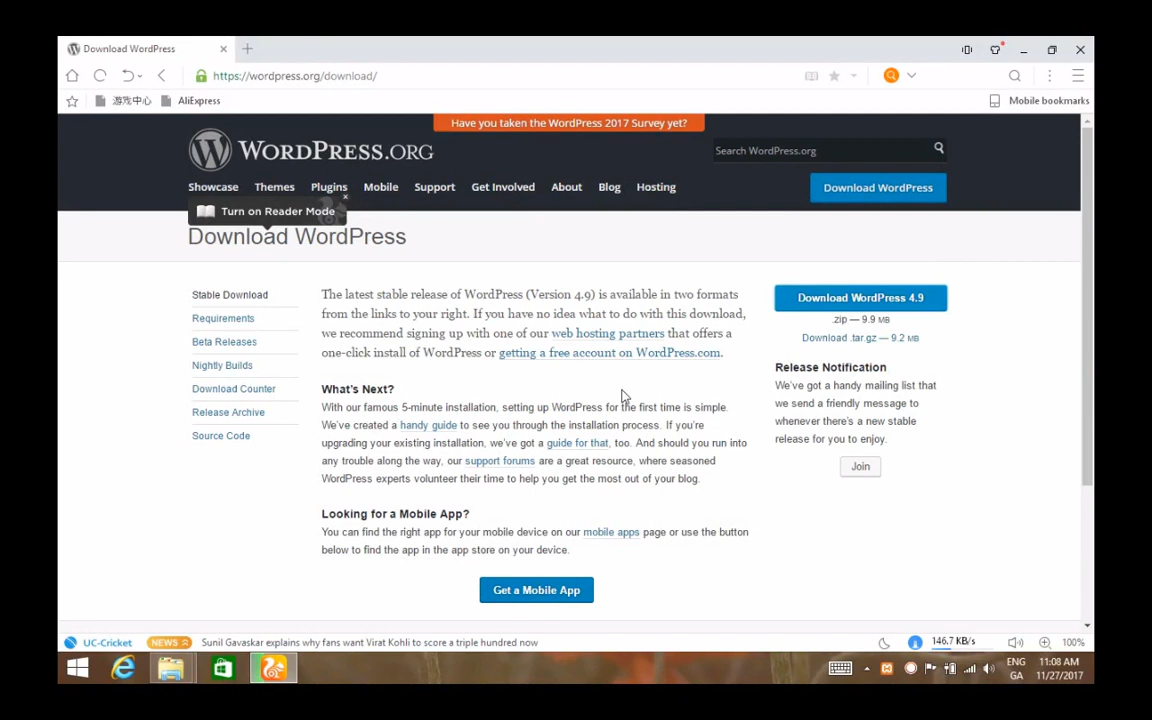 Download WordPress
https://wordpress.org/download/
游戏中心
AliExpress
Mobile bookmarks
Have you taken the WordPress 2017 Survey yet?
WORDPRESS.ORG
Search WordPress.org
Showcase Themes Plugins Mobile Support Get Involved About Blog Hosting
Download WordPress
Turn on Reader Mode
Download WordPress
Stable Download
Requirements
Beta Releases
Nightly Builds
Download Counter
Release Archive
Source Code
The latest stable release of WordPress (Version 4.9) is available in two formats
from the links to your right. If you have no idea what to do with this download,
we recommend signing up with one of our web hosting partners that offers a
one-click install of WordPress or getting a free account on WordPress.com.
What's Next?
With our famous 5-minute installation, setting up WordPress for the first time is simple.
We've created a handy guide to see you through the installation process. If you're
upgrading your existing installation, we've got a guide for that, too. And should you run into
any trouble along the way, our support forums are a great resource, where seasoned
WordPress experts volunteer their time to help you get the most out of your blog.
Looking for a Mobile App?
You can find the right app for your mobile device on our mobile apps page or use the button
below to find the app in the app store on your device.
Get a Mobile App
Download WordPress 4.9
.zip — 9.9 MB
Download .tar.gz — 9.2 MB
Release Notification
We've got a handy mailing list that
we send a friendly message to
whenever there's a new stable
release for you to enjoy.
Join
UC-Cricket
NEWS
Sunil Gavaskar explains why fans want Virat Kohli to score a triple hundred now
146.7 KB/s
100%
ENG
GA
11:08 AM
11/27/2017